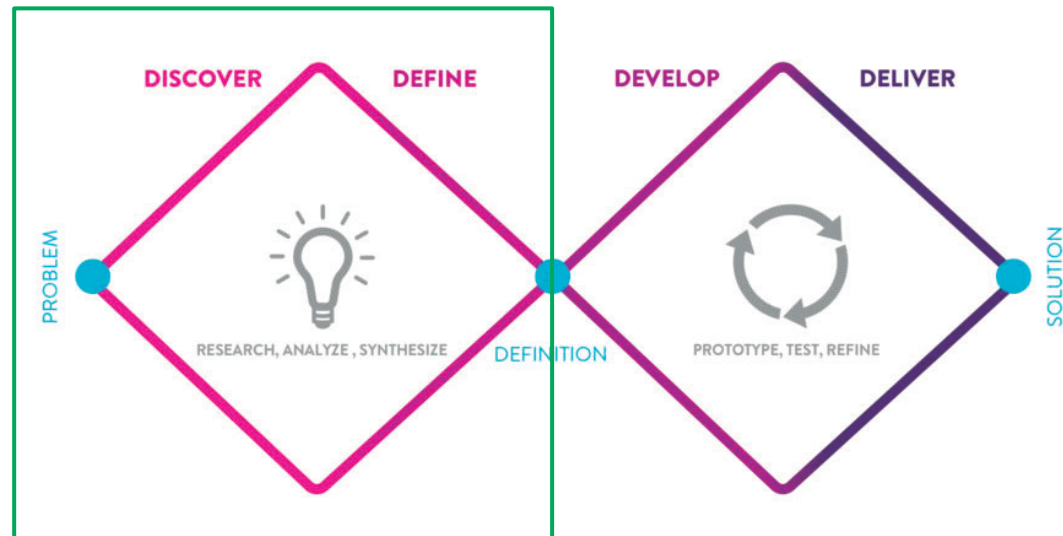 DISCOVER
DEFINE
DEVELOP
DELIVER
PROBLEM
SOLUTION
RESEARCH, ANALYZE , SYNTHESIZE
DEFINITION
PROTOTYPE, TEST, REFINE